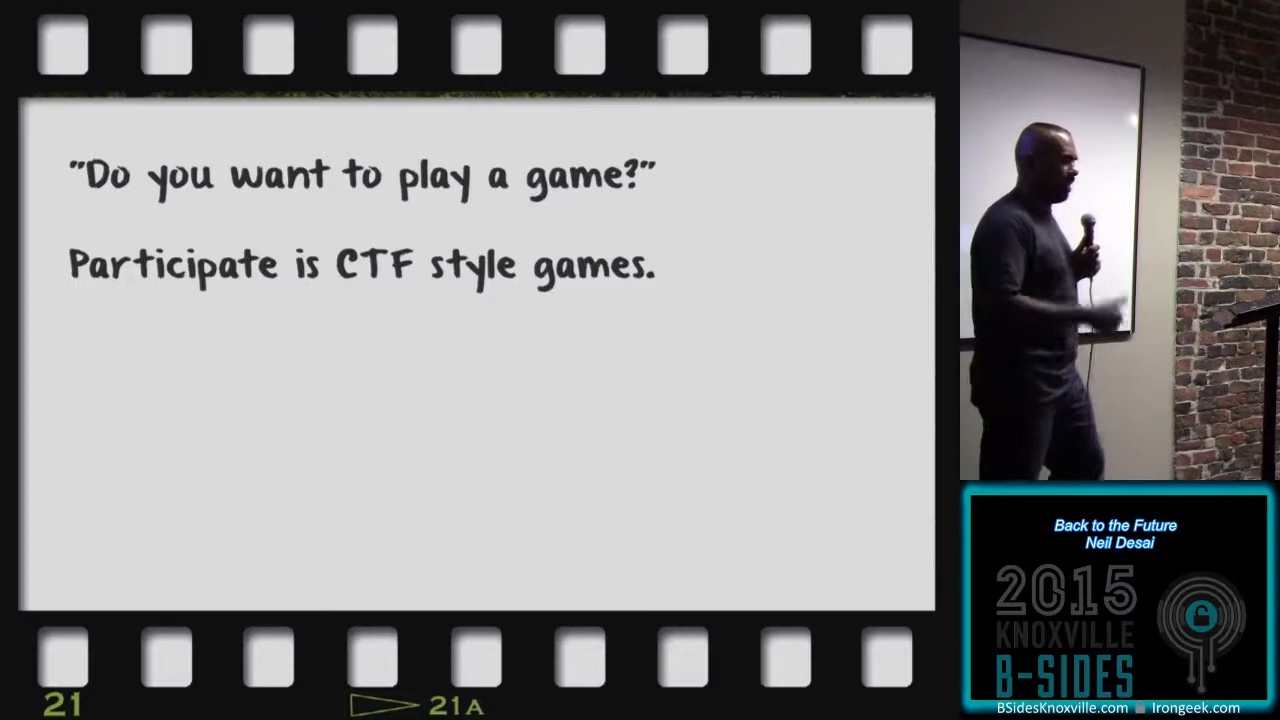 "Do you want to play a game?"
Participate is CTF style games.
21
21A
Back to the Future
Neil Desai
2015
KNOXVILLE
B-SIDES
BSidesKnoxville.com
Irongeek.com